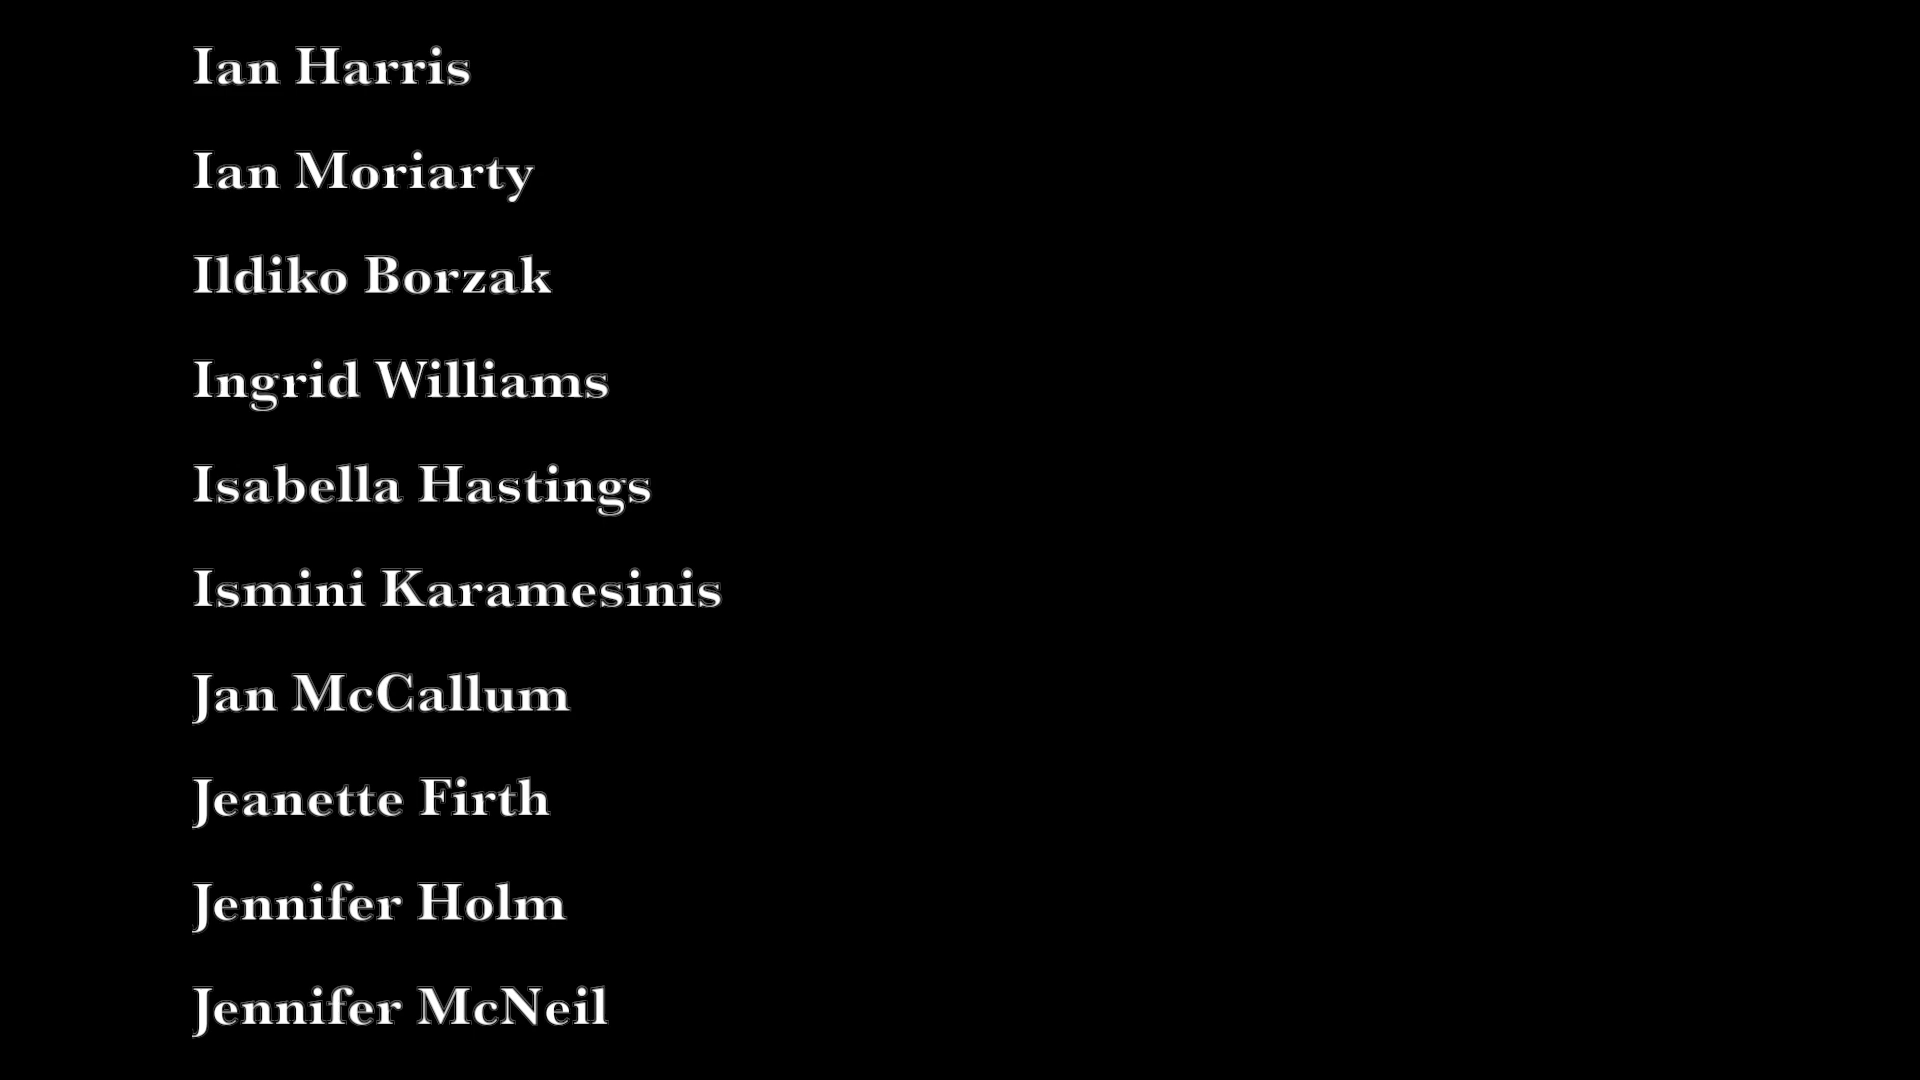 Ian Harris
Ian Moriarty
Ildiko Borzak
Ingrid Williams
Isabella Hastings
Ismini Karamesinis
Jan McCallum
Jeanette Firth
Jennifer Holm
Jennifer McNeil